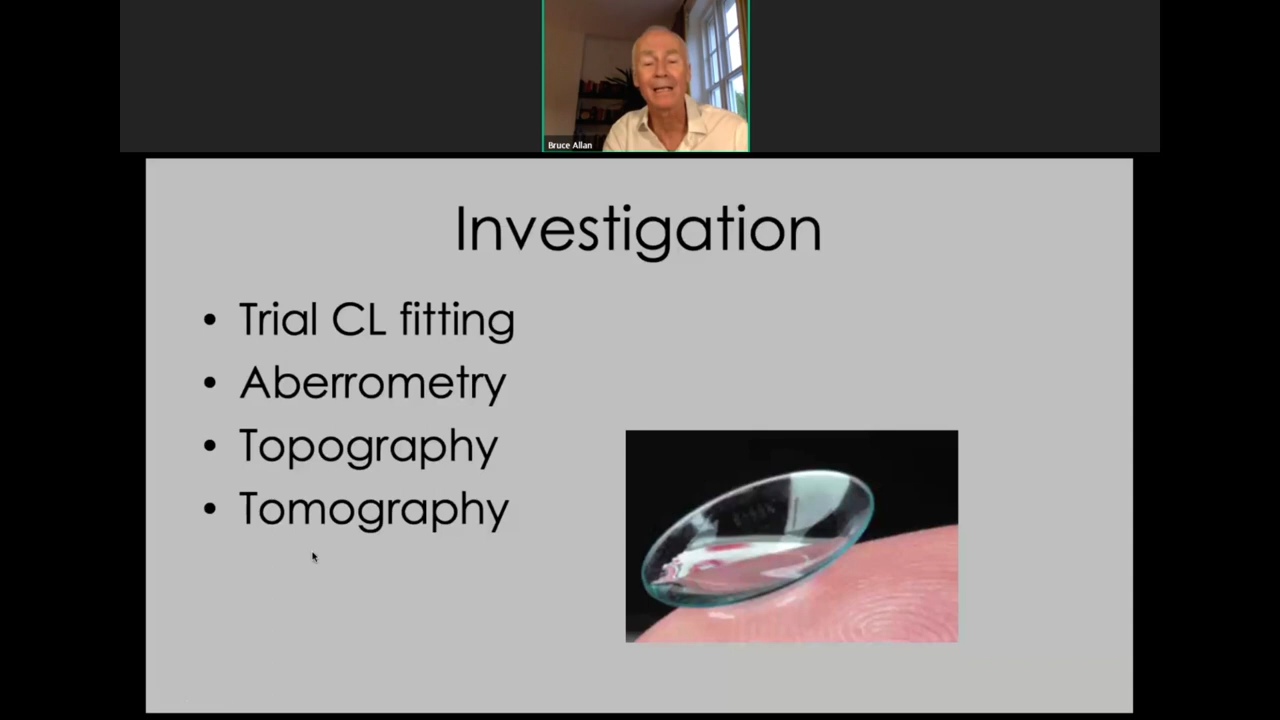 Bruce Allan
Investigation
• Trial CL fitting
• Aberrometry
• Topography
• Tomography